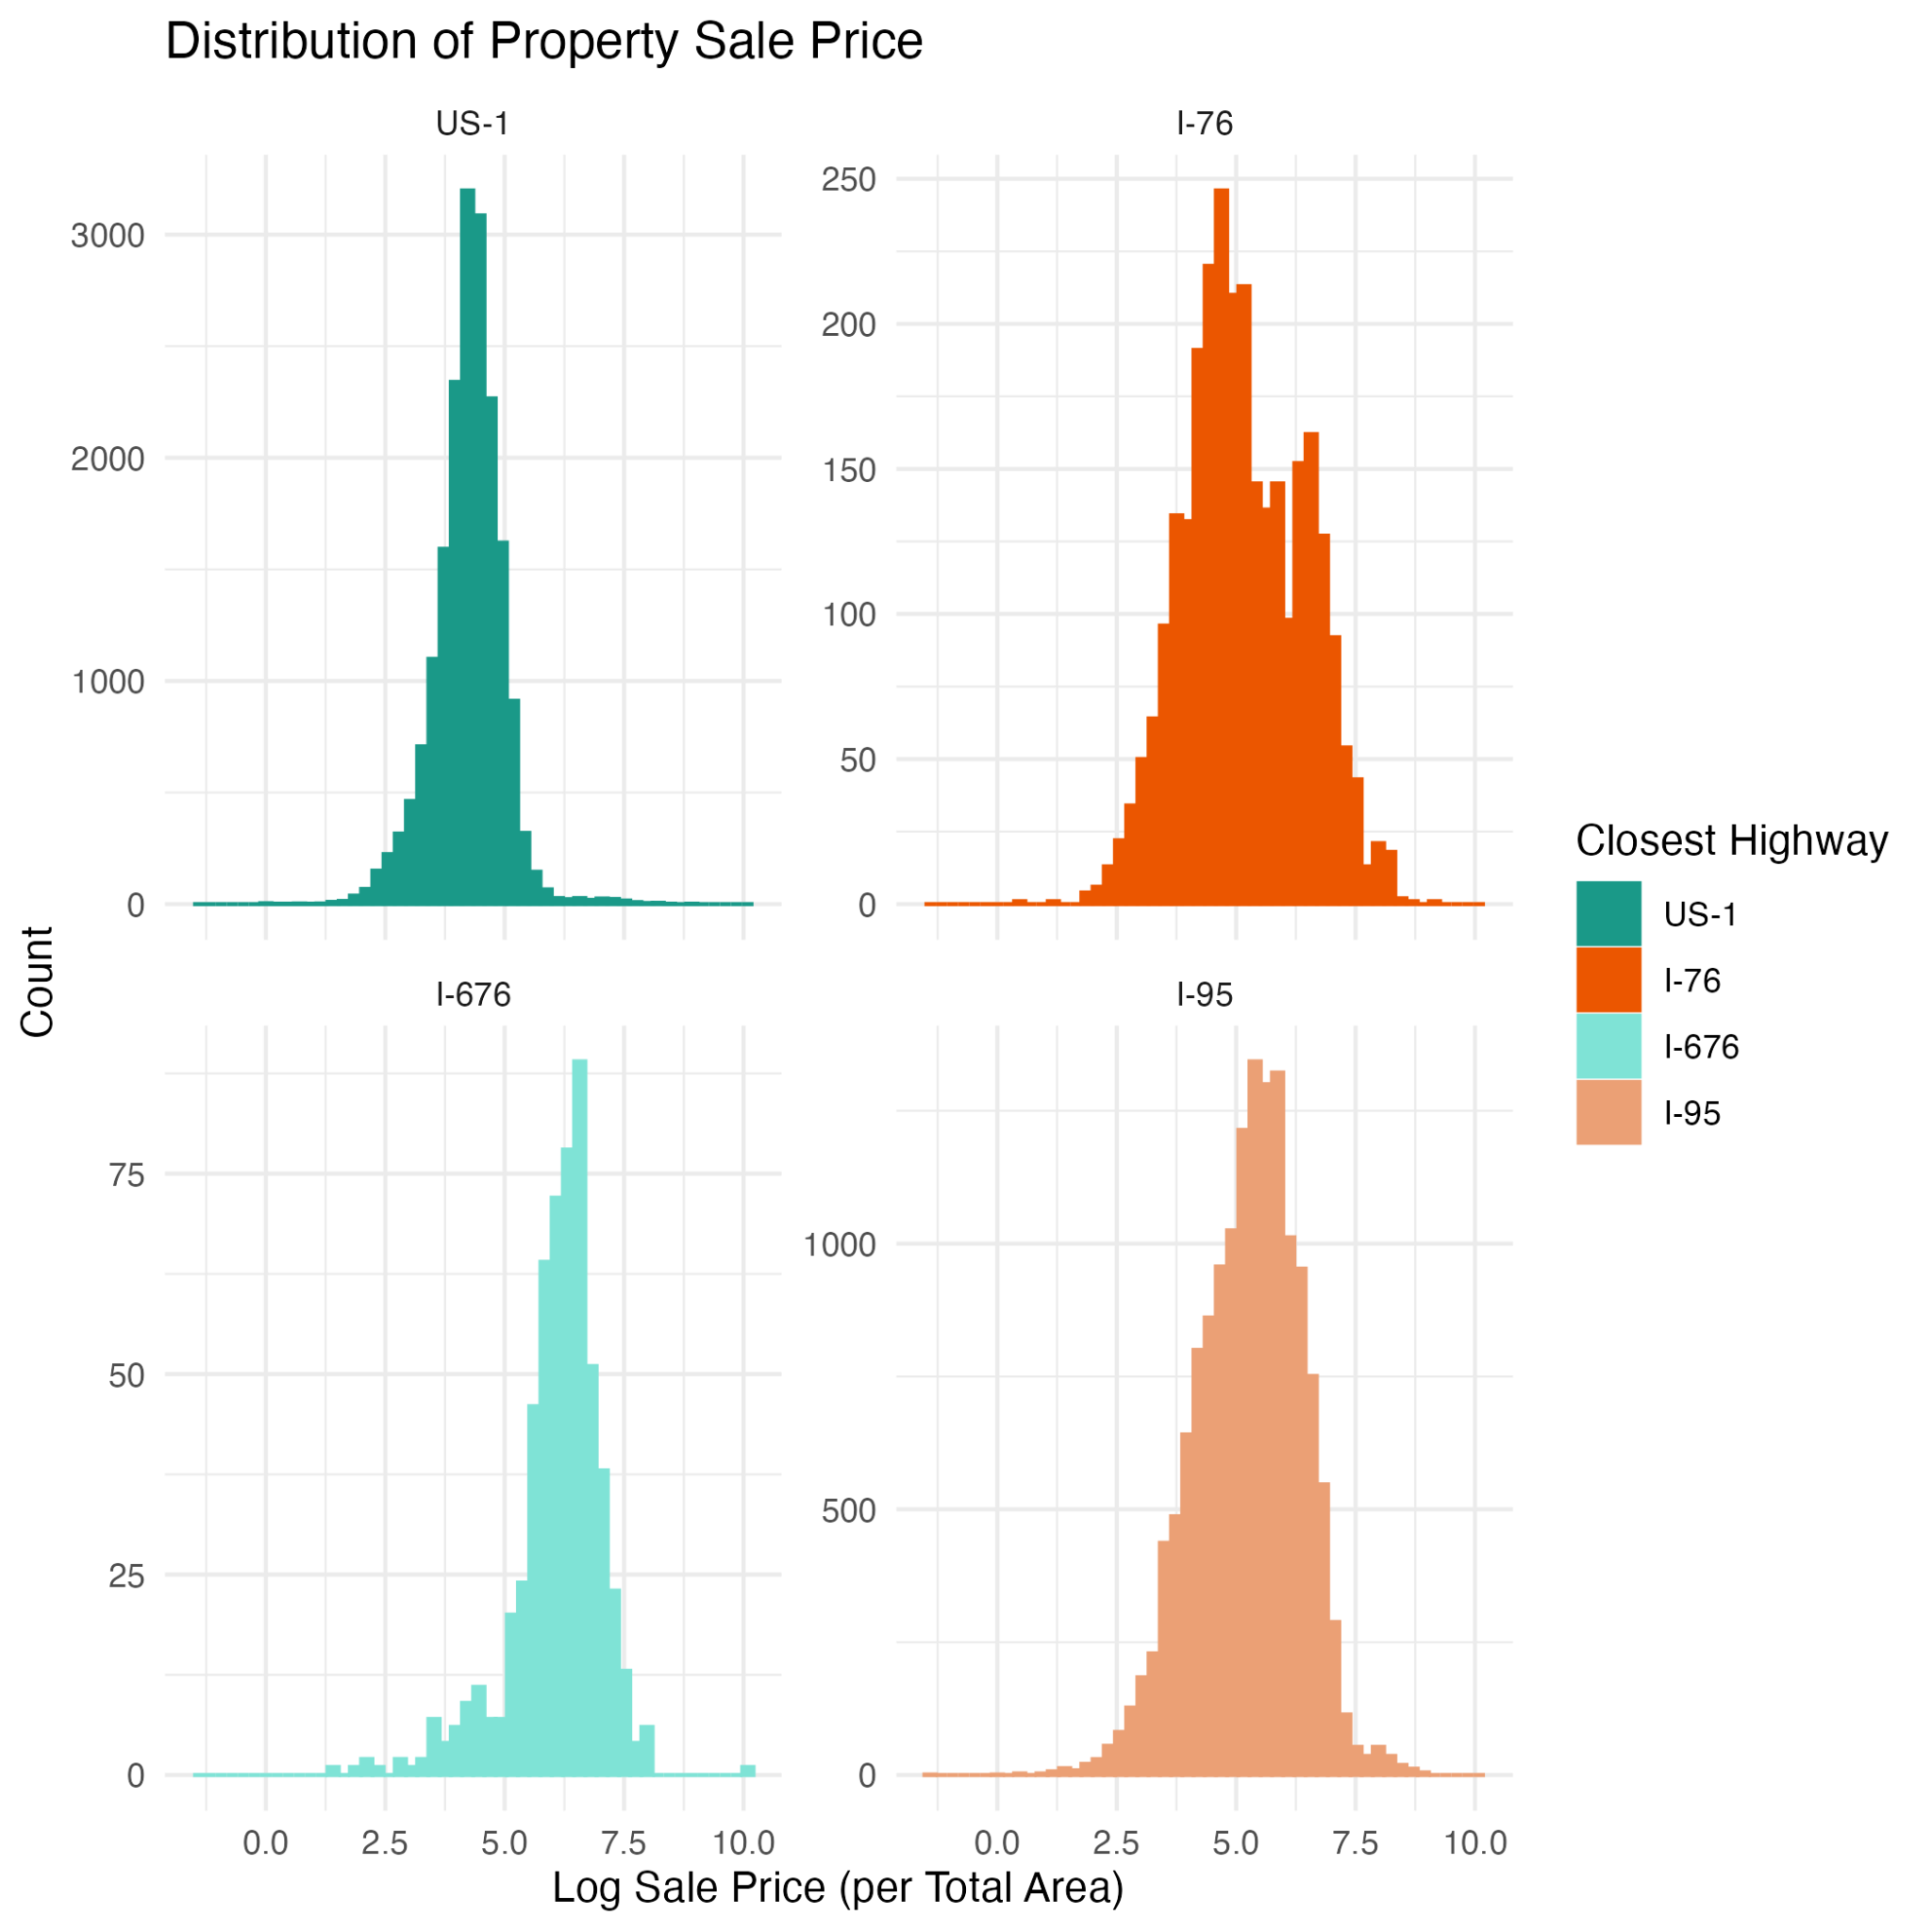 Distribution of Property Sale Price
US-1
I-76
3000
2000
1000
0
250
200
150
100
50
0
Count
I-676
I-95
75
50
25
0
1000
500
0
0.0 2.5 5.0 7.5 10.0
0.0 2.5 5.0 7.5 10.0
Log Sale Price (per Total Area)
Closest Highway
US-1
I-76
I-676
I-95